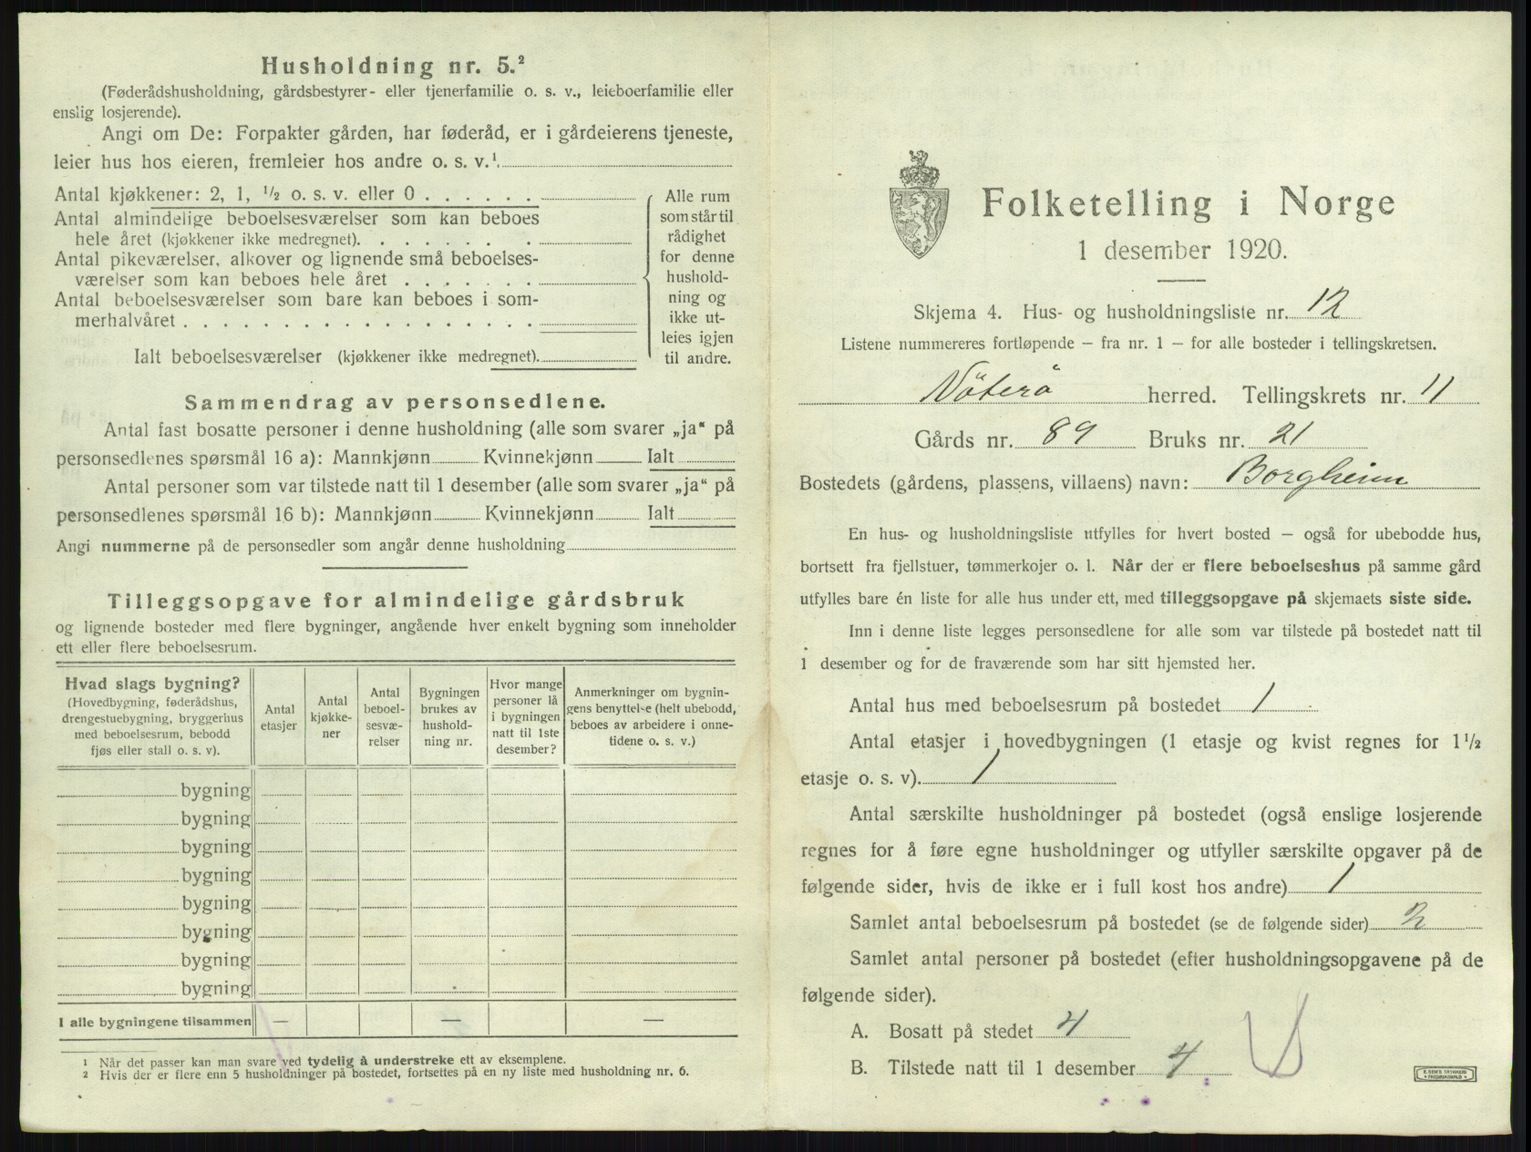 Husholdning nr. 5.²
(Føderådshusholdning, gårdsbestyrer- eller tjenerfamilie o. s. v., leieboerfamilie eller
enslig losjerende).
Angi om De: Forpakter gården, har føderåd, er i gårdeierens tjeneste,
leier hus hos eieren, fremleier hos andre o. s. v.¹
Antal kjøkkener: 2, 1, ½ o. s. v. eller 0 . . . . . .
Antal almindelige beboelsesværelser som kan beboes
hele året (kjøkkener ikke medregnet). . . . . . . .
Antal pikeværelser, alkover og lignende små beboelses-
værelser som kan beboes hele året . . . . . . .
Antal beboelsesværelser som bare kan beboes i som-
merhalvåret . . . . . . . . . . . . . . . . . .
Ialt beboelsesværelser (kjøkkener ikke medregnet).
Alle rum
som står til
rådighet
for denne
hushold-
ning og
ikke ut-
leies igjen
til andre.
Sammendrag av personsedlene.
Antal fast bosatte personer i denne husholdning (alle som svarer „ja“ på
personsedlenes spørsmål 16 a): Mannkjønn Kvinnekjønn Ialt
Antal personer som var tilstede natt til 1 desember (alle som svarer „ja“ på
personsedlenes spørsmål 16 b): Mannkjønn Kvinnekjønn Ialt
Angi nummerne på de personsedler som angår denne husholdning
Tilleggsopgave for almindelige gårdsbruk
og lignende bosteder med flere bygninger, angående hver enkelt bygning som inneholder
ett eller flere beboelsesrum.
Hvad slags bygning?
(Hovedbygning, føderådshus,
drengestuebygning, bryggerhus
med beboelsesrum, bebodd
fjøs eller stall o. s. v).
Antal
etasjer
Antal
kjøkke-
ner
Antal
beboel-
sesvæ-
relser
Bygningen
brukes av
hushold-
ning nr.
Hvor mange
personer lå
i bygningen
natt til 1ste
desember?
Anmerkninger om bygnin-
gens benyttelse (helt ubebodd,
beboes av arbeidere i onne-
tidene o. s. v.)
bygning
bygning
bygning
bygning
bygning
bygning
bygning
bygning
I alle bygningene tilsammen — — —
¹ Når det passer kan man svare ved tydelig å understreke ett av eksemplene.
² Hvis der er flere enn 5 husholdninger på bostedet, fortsettes på en ny liste med husholdning nr. 6.
Folketelling i Norge
1 desember 1920.
Skjema 4. Hus- og husholdningsliste nr. 12
Listene nummereres fortløpende – fra nr. 1 – for alle bosteder i tellingskretsen.
Nöterö herred. Tellingskrets nr. 11
Gårds nr. 89 Bruks nr. 21
Bostedets (gårdens, plassens, villaens) navn: Borgheim
En hus- og husholdningsliste utfylles for hvert bosted – også for ubebodde hus,
bortsett fra fjellstuer, tømmerkojer o. l. Når der er flere beboelseshus på samme gård
utfylles bare én liste for alle hus under ett, med tilleggsopgave på skjemaets siste side.
Inn i denne liste legges personsedlene for alle som var tilstede på bostedet natt til
1 desember og for de fraværende som har sitt hjemsted her.
Antal hus med beboelsesrum på bostedet 1
Antal etasjer i hovedbygningen (1 etasje og kvist regnes for 1½
etasje o. s. v). 1
Antal særskilte husholdninger på bostedet (også enslige losjerende
regnes for å føre egne husholdninger og utfyller særskilte opgaver på de
følgende sider, hvis de ikke er i full kost hos andre) 1
Samlet antal beboelsesrum på bostedet (se de følgende sider) 2
Samlet antal personer på bostedet (efter husholdningsopgavene på de
følgende sider).
A. Bosatt på stedet 4
B. Tilstede natt til 1 desember 4